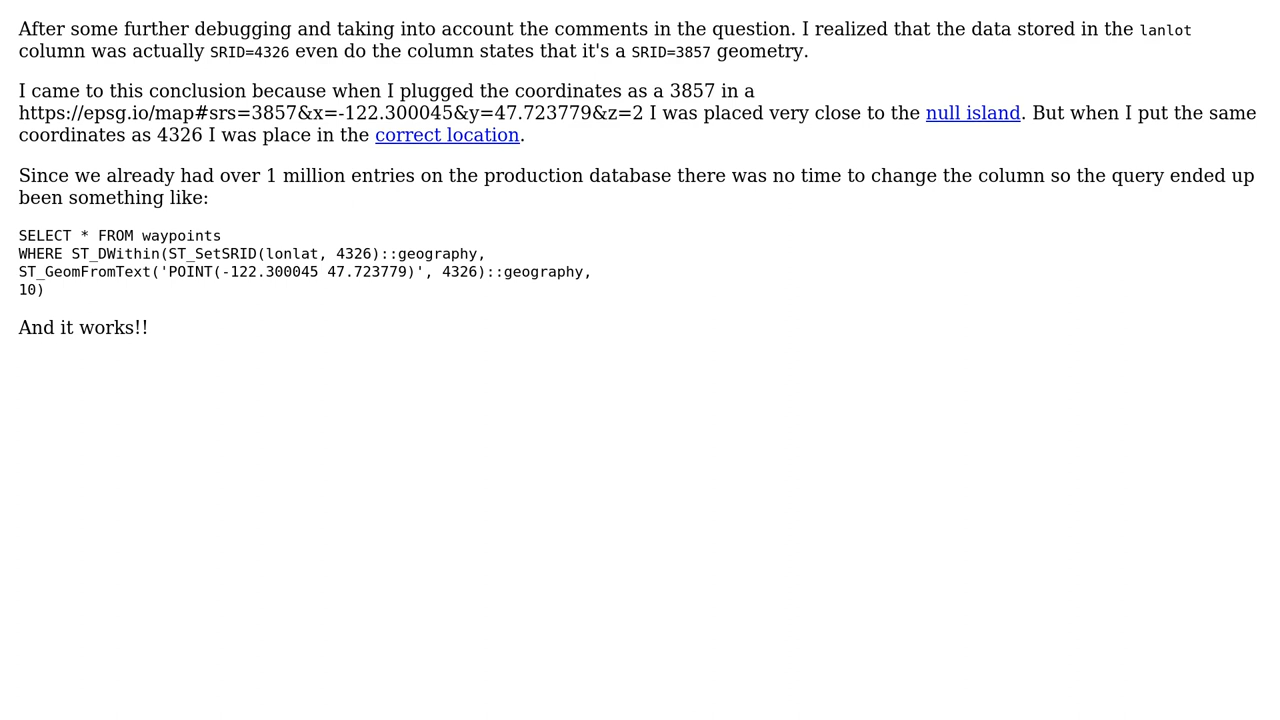 After some further debugging and taking into account the comments in the question. I realized that the data stored in the lanlot
column was actually SRID=4326 even do the column states that it's a SRID=3857 geometry.
I came to this conclusion because when I plugged the coordinates as a 3857 in a
https://epsg.io/map#srs=3857&x=-122.300045&y=47.723779&z=2 I was placed very close to the null island. But when I put the same
coordinates as 4326 I was place in the correct location.
Since we already had over 1 million entries on the production database there was no time to change the column so the query ended up
been something like:
SELECT * FROM waypoints
WHERE ST_DWithin(ST_SetSRID(lonlat, 4326)::geography,
ST_GeomFromText('POINT(-122.300045 47.723779)', 4326)::geography,
10)
And it works!!